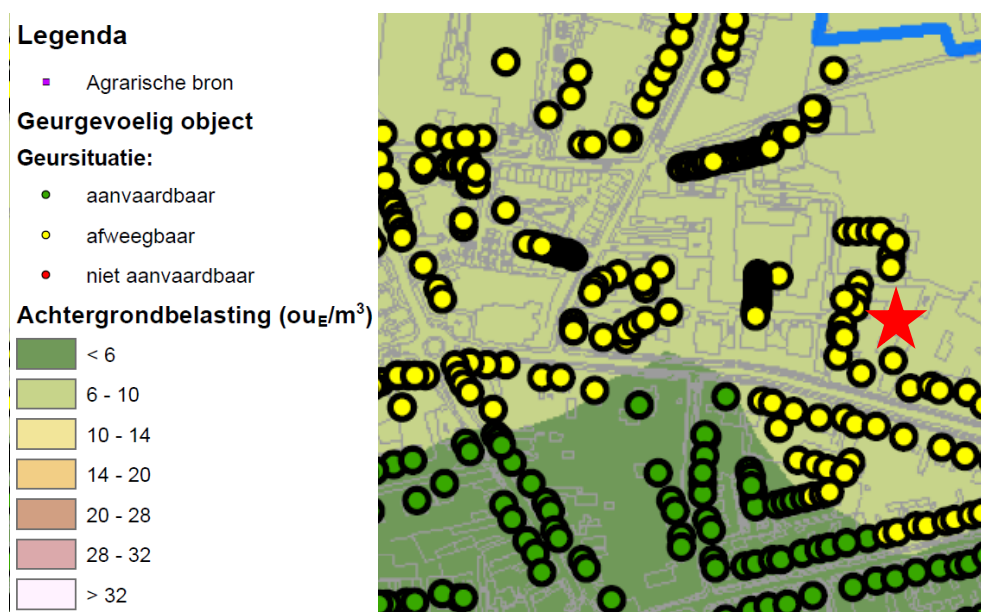 Legenda
Agrarische bron
Geurgevoelig object
Geursituatie:
aanvaardbaar
afweegbaar
niet aanvaardbaar
Achtergrondbelasting (ouE/m³)
< 6
6 - 10
10 - 14
14 - 20
20 - 28
28 - 32
> 32